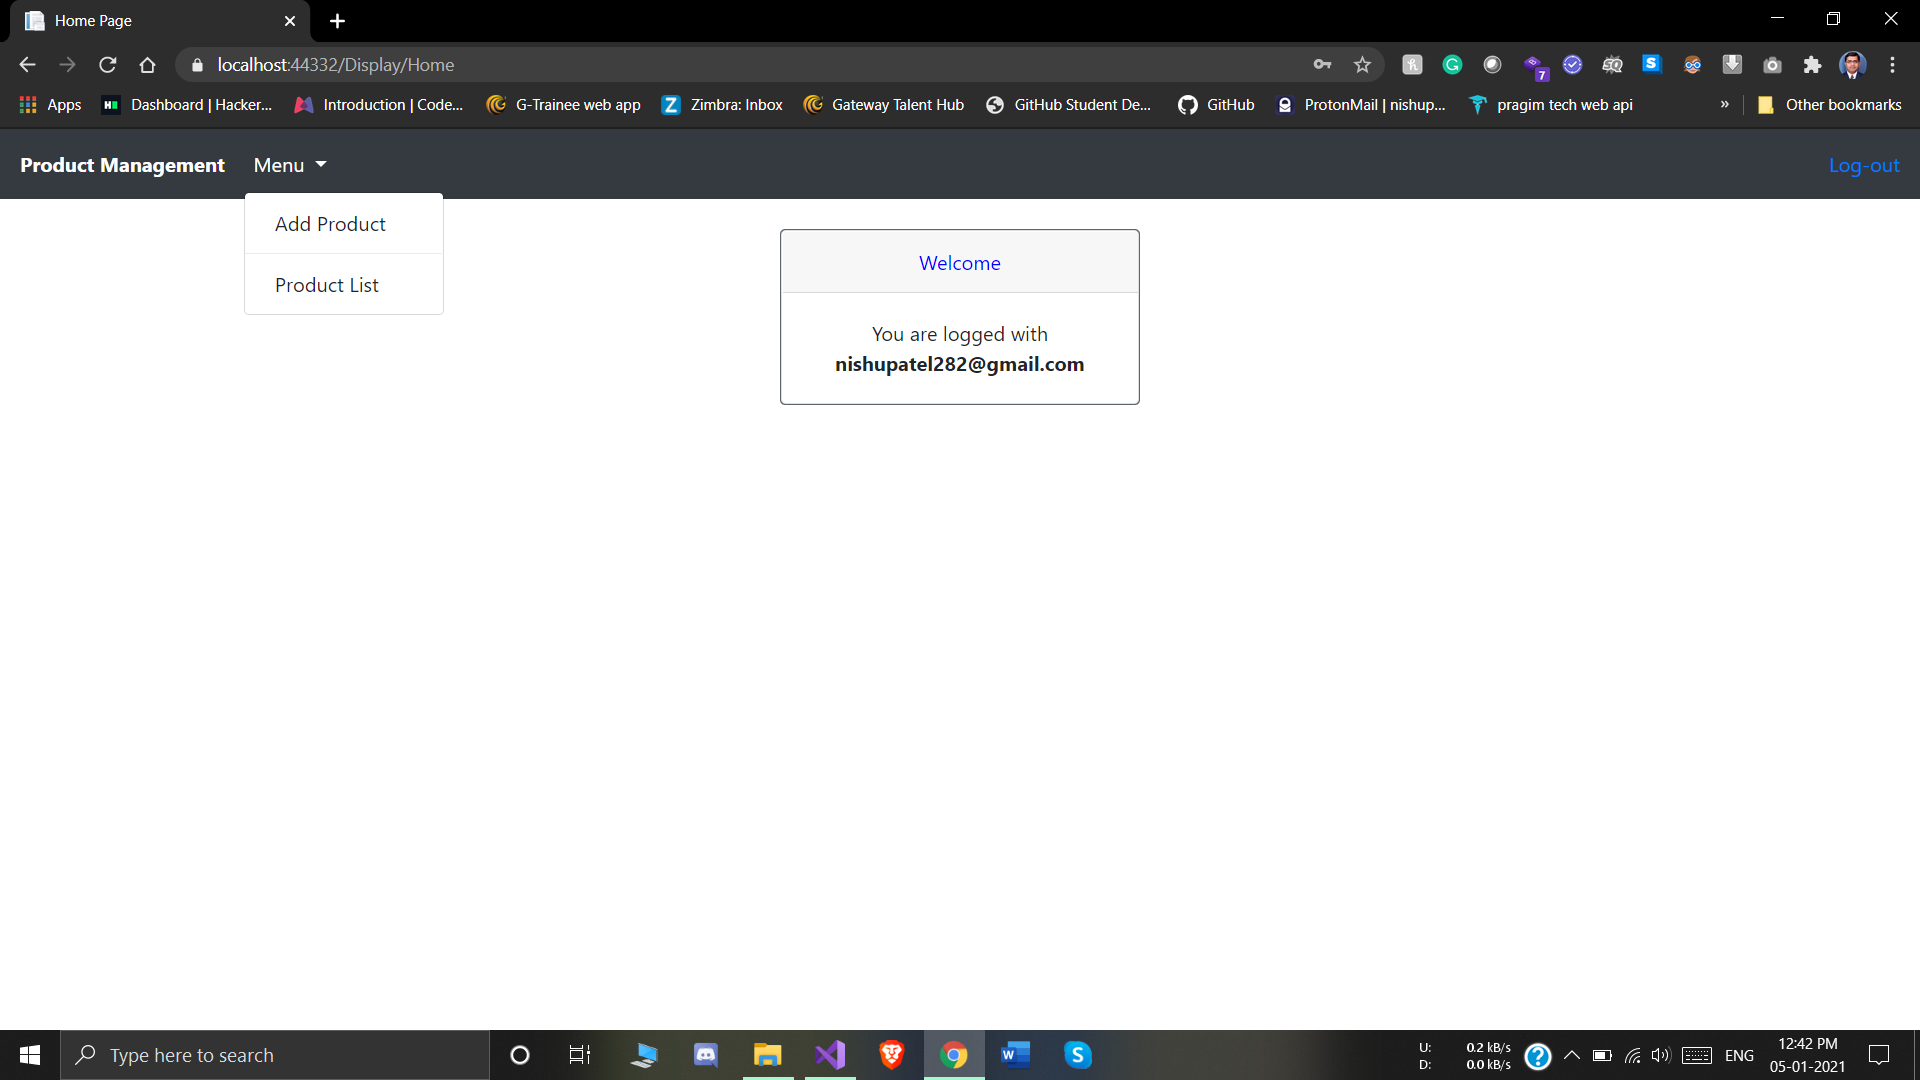 Home Page
localhost:44332/Display/Home
7
Apps
Dashboard | Hacker...
Introduction | Code...
G-Trainee web app
Zimbra: Inbox
Gateway Talent Hub
GitHub Student De...
GitHub
ProtonMail | nishup...
pragim tech web api
»
Other bookmarks
Product Management
Menu
Log-out
Add Product
Product List
Welcome
You are logged with
nishupatel282@gmail.com
Type here to search
U: 0.2 kB/s
D: 0.0 kB/s
ENG
12:42 PM
05-01-2021